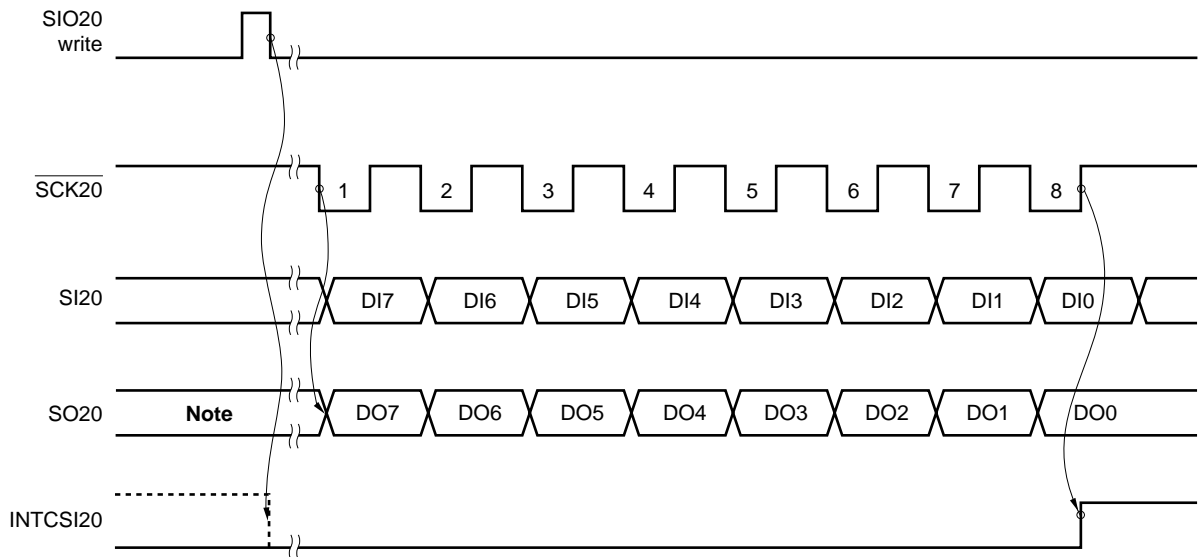 SIO20
write
SCK20
1 2 3 4 5 6 7 8
SI20
DI7 DI6 DI5 DI4 DI3 DI2 DI1 DI0
SO20
Note DO7 DO6 DO5 DO4 DO3 DO2 DO1 DO0
INTCSI20